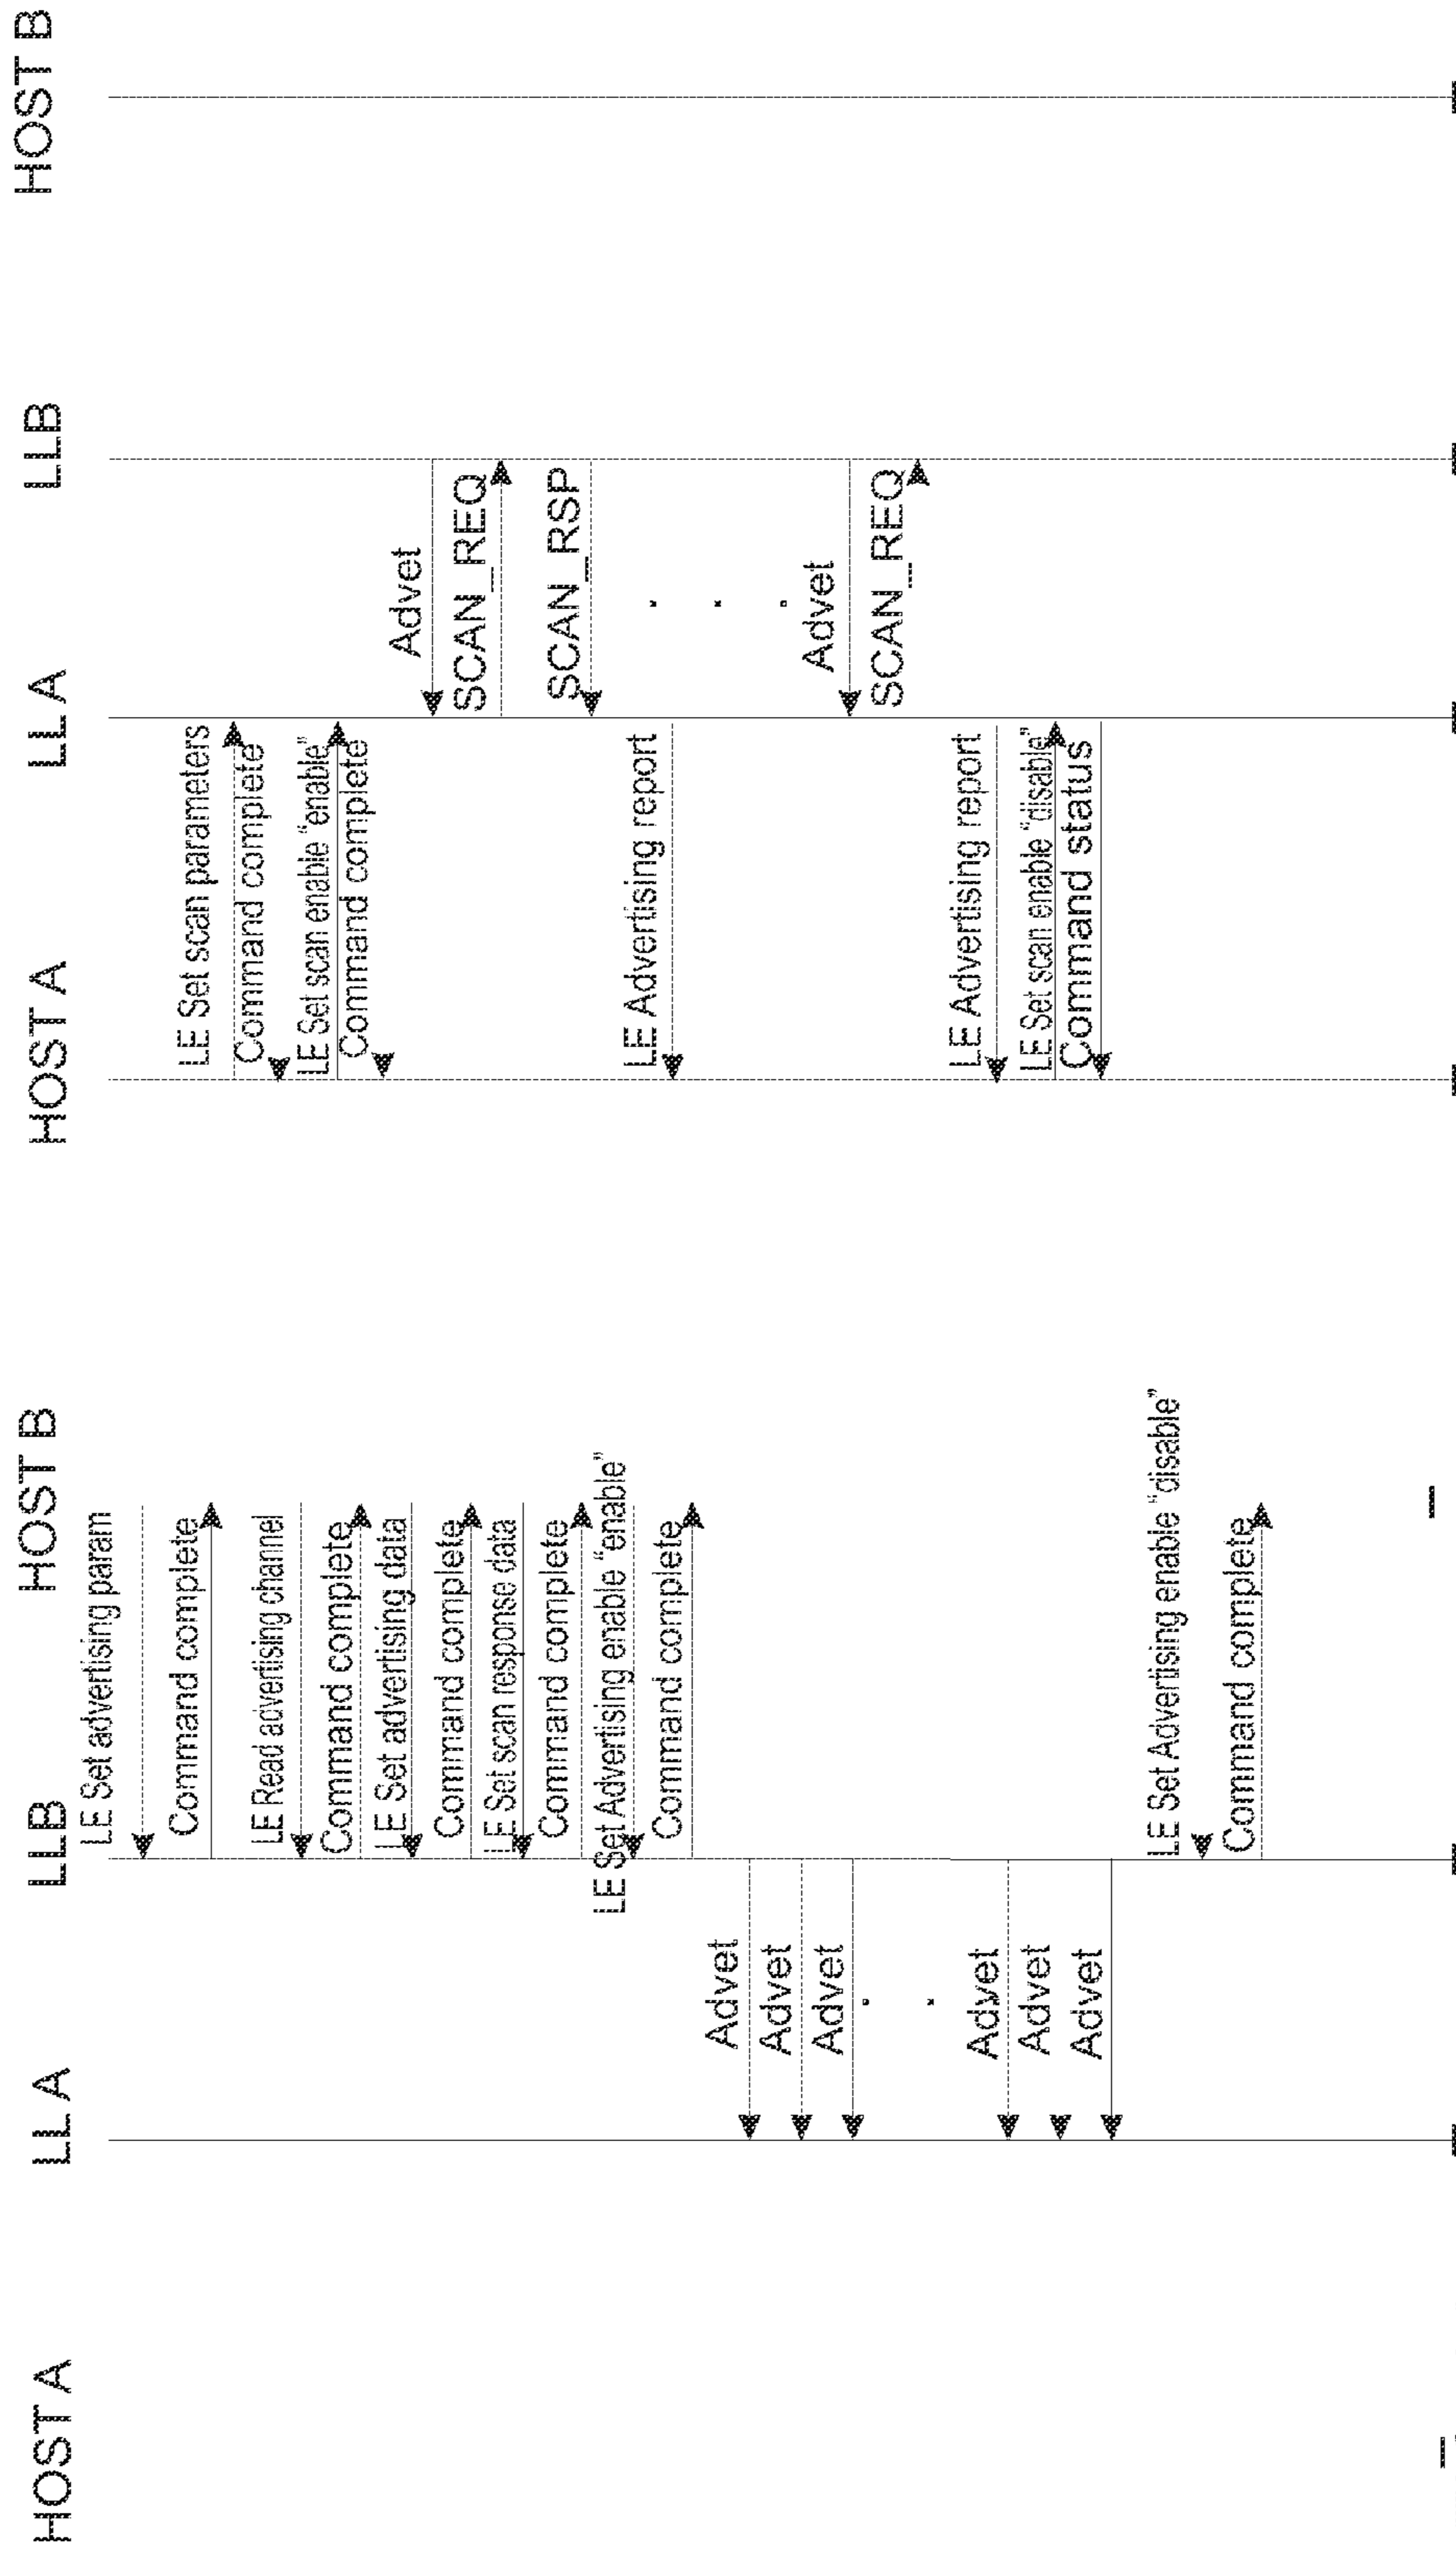 HOST A
LL A
LLB
HOST B
LE Set advertising param
Command complete
LE Read advertising channel
Command complete
LE Set advertising data
Command complete
LE Set scan response data
Command complete
LE Set Advertising enable “enable”
Command complete
Advet
Advet
Advet
Advet
Advet
Advet
LE Set Advertising enable “disable”
Command complete
HOST A
LL A
LLB
HOST B
LE Set scan parameters
Command complete
LE Set scan enable “enable”
Command complete
Advet
SCAN_REQ
SCAN_RSP
LE Advertising report
Advet
SCAN_REQ
LE Advertising report
LE Set scan enable “disable”
Command status